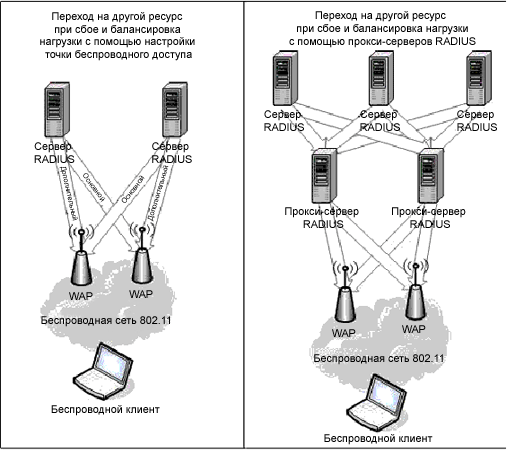 Переход на другой ресурс
при сбое и балансировка
нагрузки с помощью настройки
точки беспроводного доступа
Сервер
RADIUS
Сервер
RADIUS
Дополнительный
Основной
Основной
Дополнительный
WAP
WAP
Беспроводная сеть 802.11
Беспроводной клиент
Переход на другой ресурс
при сбое и балансировка нагрузки
с помощью прокси-серверов RADIUS
Сервер
RADIUS
Сервер
RADIUS
Сервер
RADIUS
Прокси-сервер
RADIUS
Прокси-сервер
RADIUS
WAP
WAP
Беспроводная сеть 802.11
Беспроводной клиент